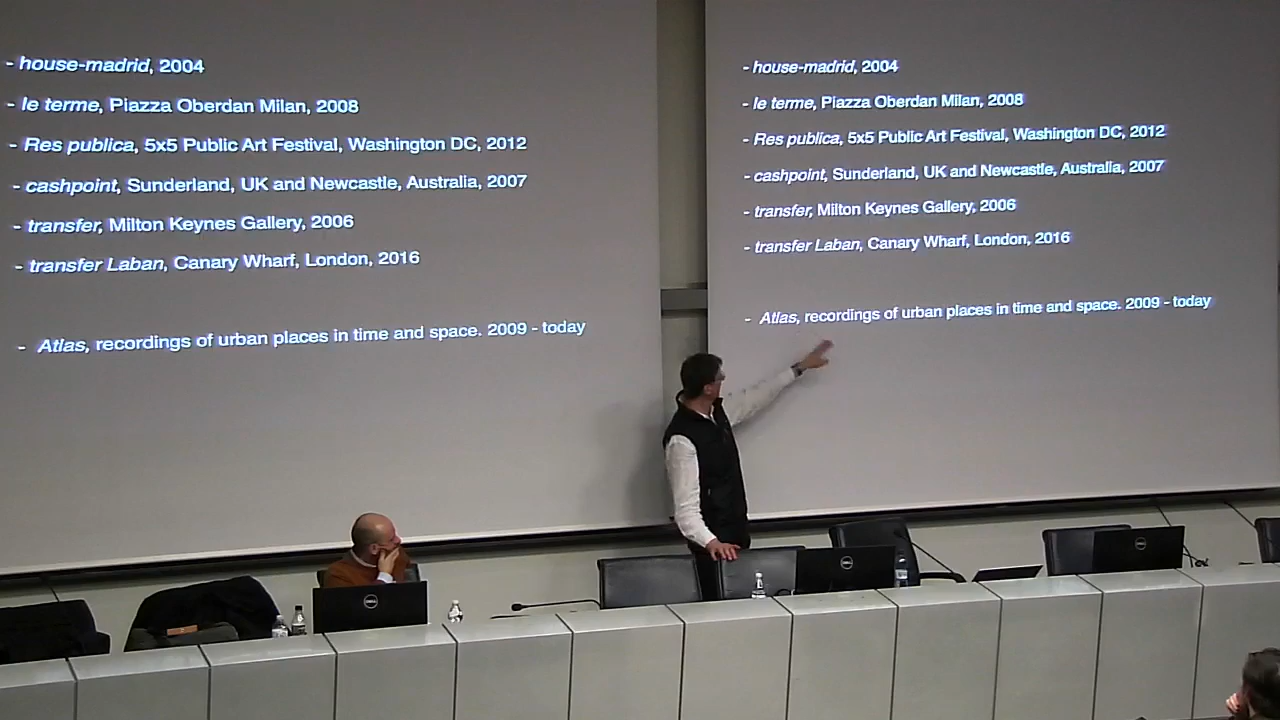 - house-madrid, 2004
- le terme, Piazza Oberdan Milan, 2008
- Res publica, 5x5 Public Art Festival, Washington DC, 2012
- cashpoint, Sunderland, UK and Newcastle, Australia, 2007
- transfer, Milton Keynes Gallery, 2006
- transfer Laban, Canary Wharf, London, 2016
- Atlas, recordings of urban places in time and space. 2009 - today
- house-madrid, 2004
- le terme, Piazza Oberdan Milan, 2008
- Res publica, 5x5 Public Art Festival, Washington DC, 2012
- cashpoint, Sunderland, UK and Newcastle, Australia, 2007
- transfer, Milton Keynes Gallery, 2006
- transfer Laban, Canary Wharf, London, 2016
- Atlas, recordings of urban places in time and space. 2009 - today
DELL
DELL
DELL